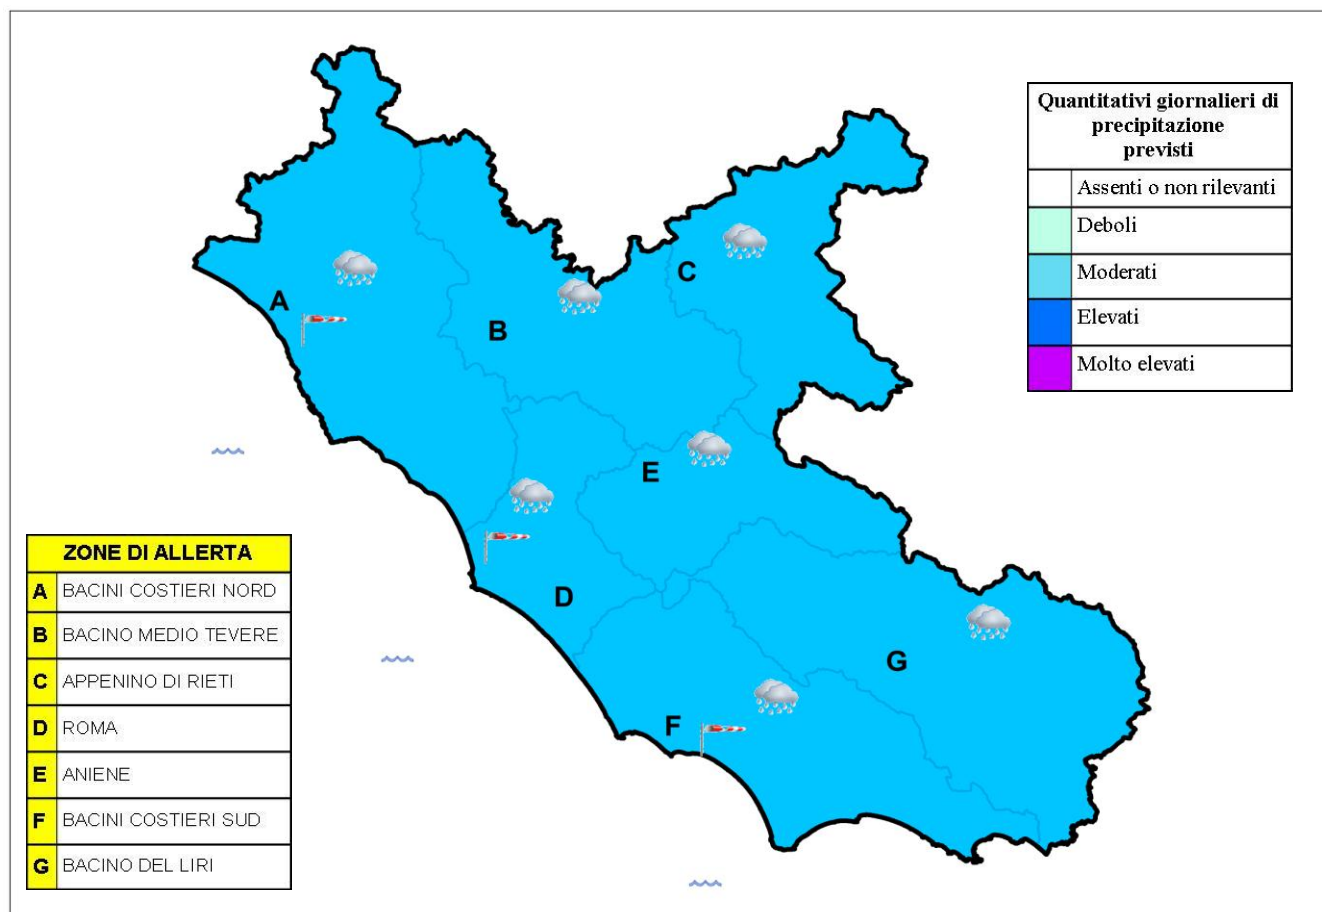 Quantitativi giornalieri di
precipitazione
previsti
Assenti o non rilevanti
Deboli
Moderati
Elevati
Molto elevati
C
A
B
E
D
G
F
ZONE DI ALLERTA
A BACINI COSTIERI NORD
B BACINO MEDIO TEVERE
C APPENINO DI RIETI
D ROMA
E ANIENE
F BACINI COSTIERI SUD
G BACINO DEL LIRI